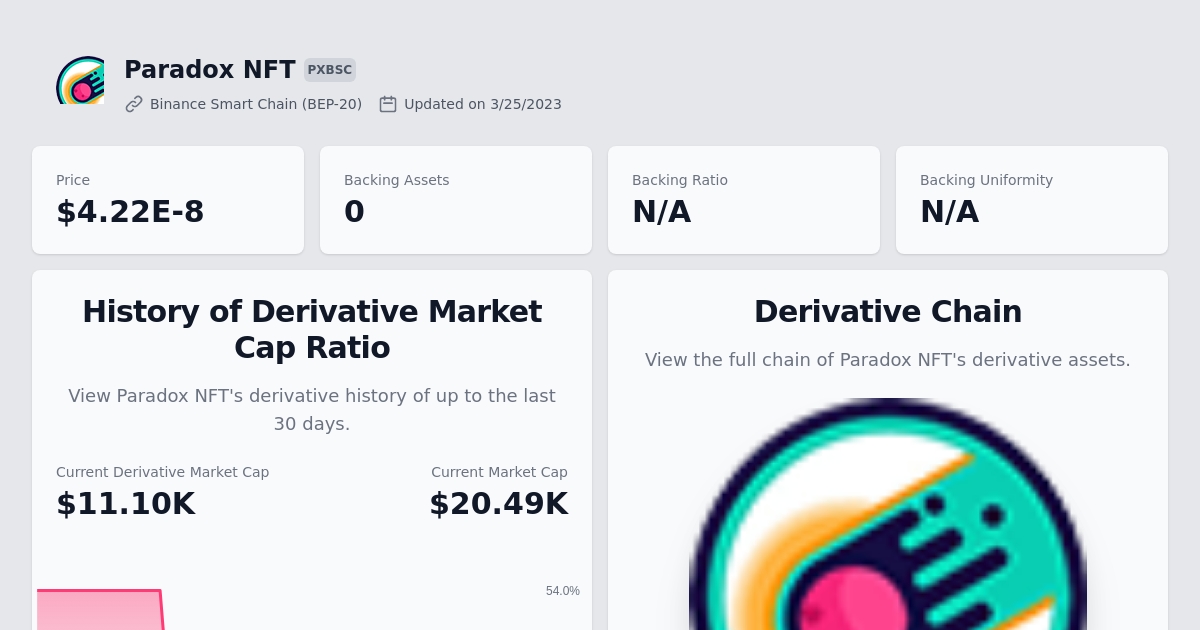 Paradox NFT PXBSC
Binance Smart Chain (BEP-20) Updated on 3/25/2023
Price
$4.22E-8
Backing Assets
0
Backing Ratio
N/A
Backing Uniformity
N/A
History of Derivative Market
Cap Ratio
View Paradox NFT's derivative history of up to the last
30 days.
Current Derivative Market Cap
$11.10K
Current Market Cap
$20.49K
54.0%
Derivative Chain
View the full chain of Paradox NFT's derivative assets.